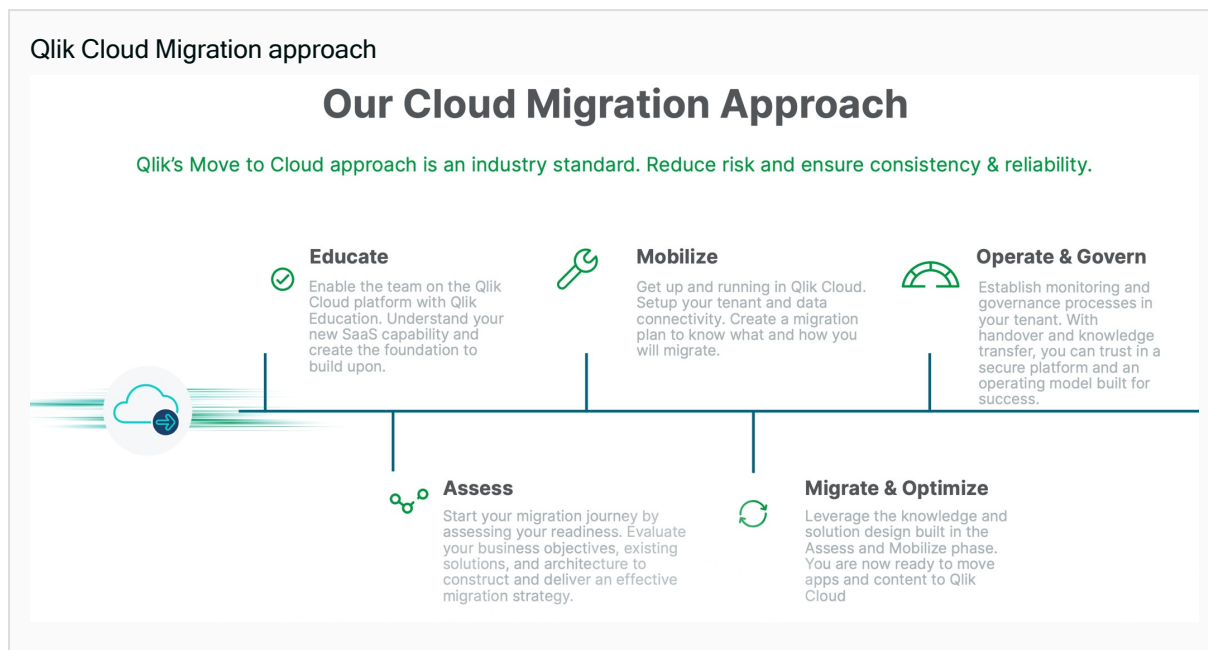 Qlik Cloud Migration approach
Our Cloud Migration Approach
Qlik's Move to Cloud approach is an industry standard. Reduce risk and ensure consistency & reliability.
Educate
Enable the team on the Qlik
Cloud platform with Qlik
Education. Understand your
new SaaS capability and
create the foundation to
build upon.
Mobilize
Get up and running in Qlik Cloud.
Setup your tenant and data
connectivity. Create a migration
plan to know what and how you
will migrate.
Operate & Govern
Establish monitoring and
governance processes in
your tenant. With
handover and knowledge
transfer, you can trust in a
secure platform and an
operating model built for
success.
Assess
Start your migration journey by
assessing your readiness. Evaluate
your business objectives, existing
solutions, and architecture to
construct and deliver an effective
migration strategy.
Migrate & Optimize
Leverage the knowledge and
solution design built in the
Assess and Mobilize phase.
You are now ready to move
apps and content to Qlik
Cloud